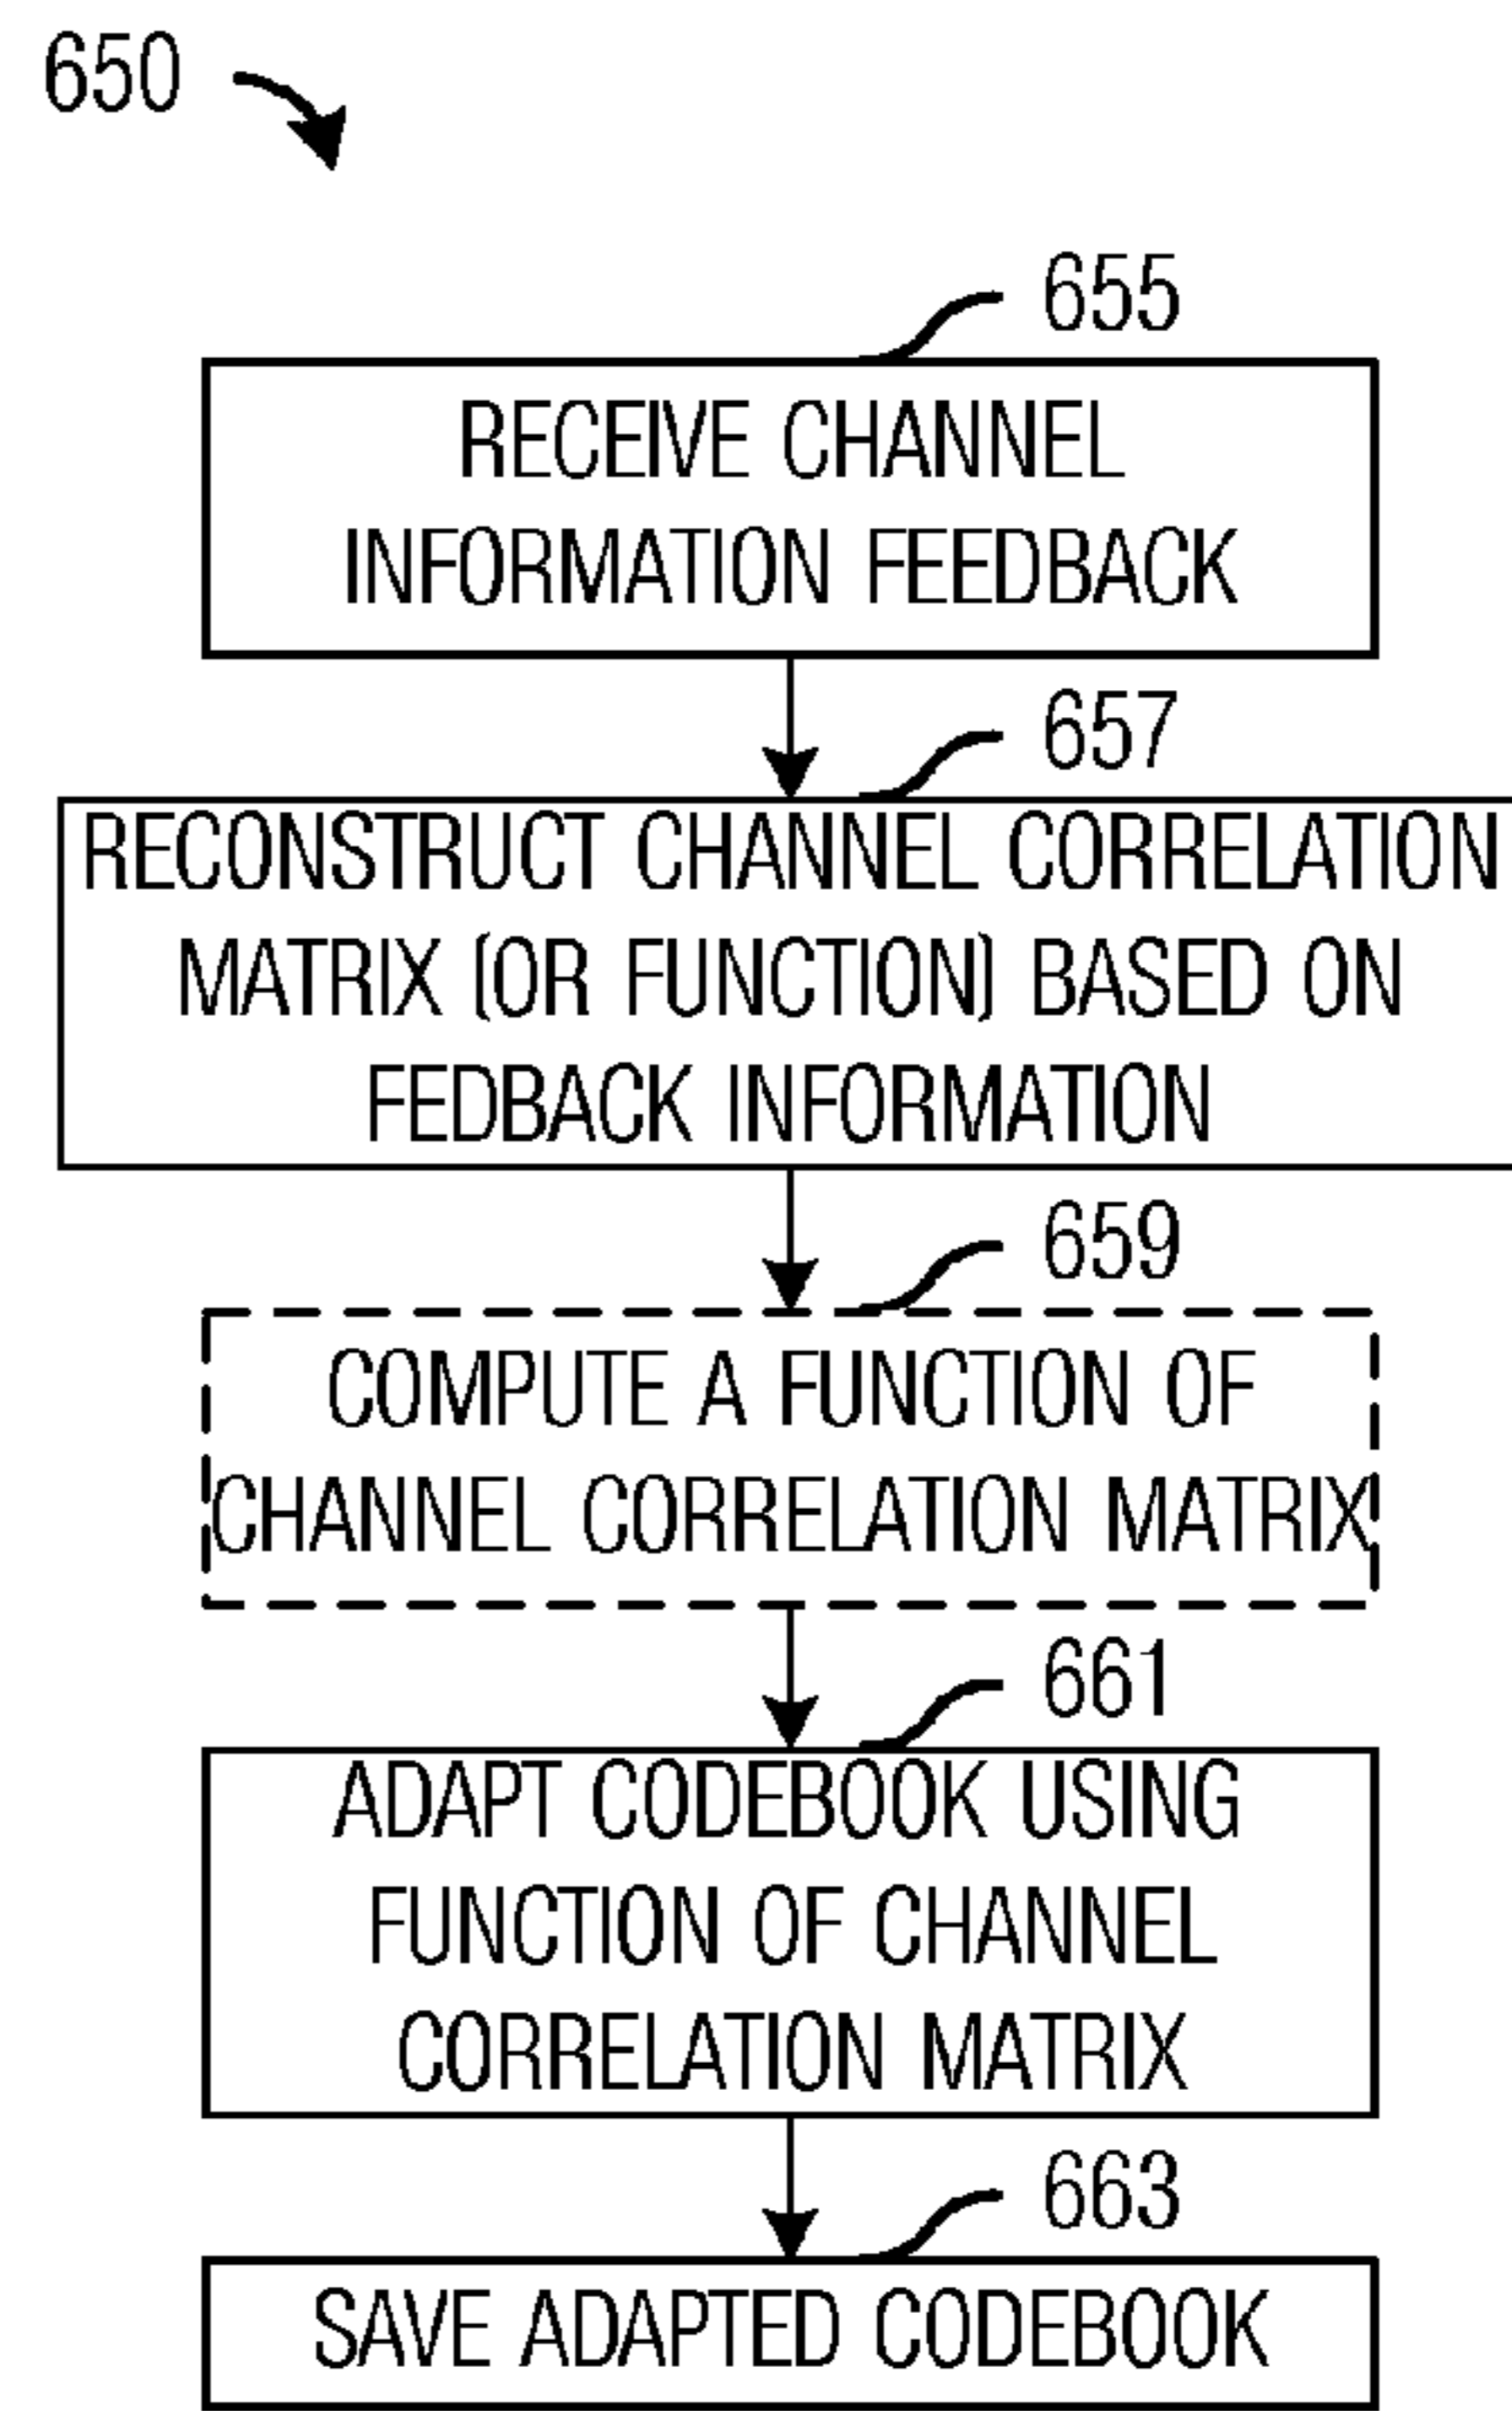 650
655
RECEIVE CHANNEL
INFORMATION FEEDBACK
657
RECONSTRUCT CHANNEL CORRELATION
MATRIX (OR FUNCTION) BASED ON
FEDBACK INFORMATION
659
COMPUTE A FUNCTION OF
CHANNEL CORRELATION MATRIX
661
ADAPT CODEBOOK USING
FUNCTION OF CHANNEL
CORRELATION MATRIX
663
SAVE ADAPTED CODEBOOK